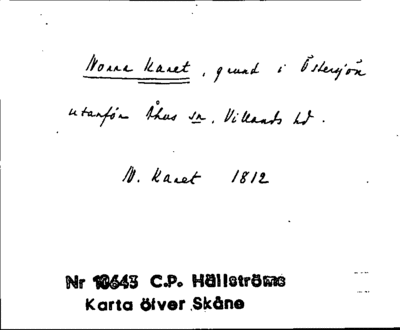 Norra Karet, grund i Östersjön
utanför Åhus sn, Villands hd.
N. Karet 1812
Nr 10643 C.P. Hällströms
Karta öfver Skåne